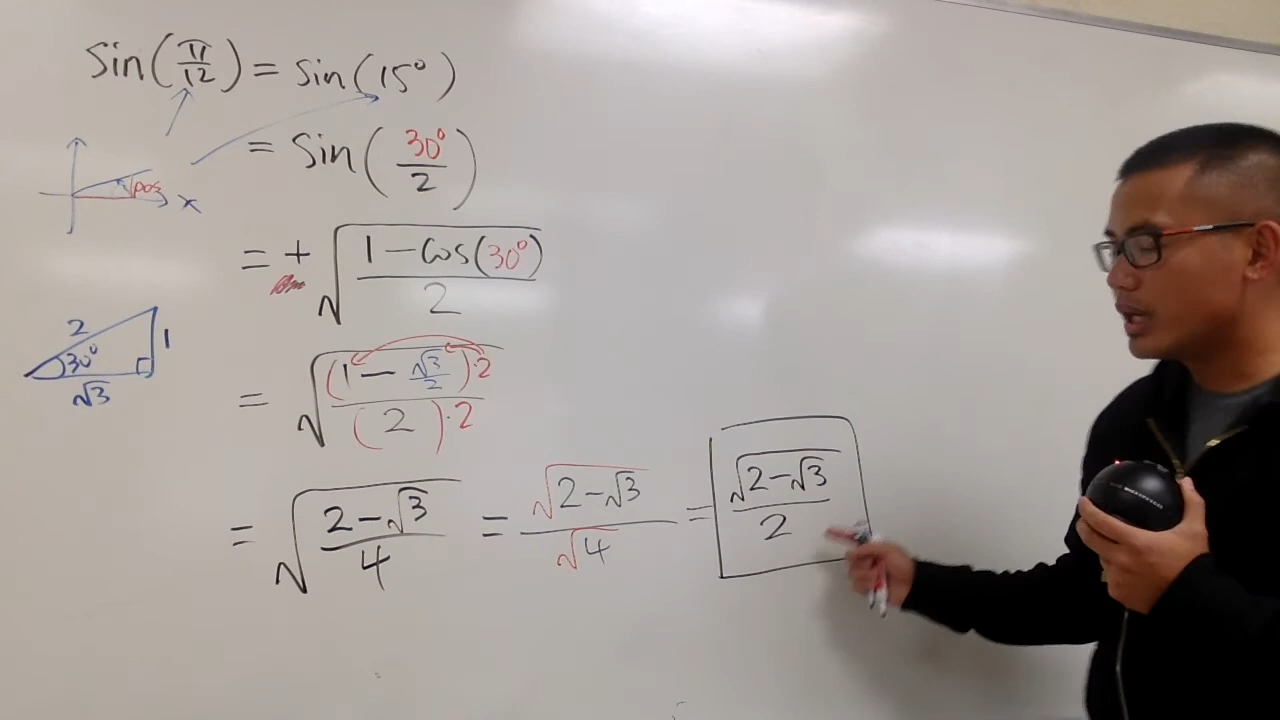 sin(π/12) = sin(15°)
= sin(30°/2)
pos
x
= + √((1 - cos(30°))/2)
2
30°
1
√3
= √(((1 - √3/2)·2)/((2)·2))
= √((2-√3)/4) = √(2-√3)/√4 = √(2-√3)/2